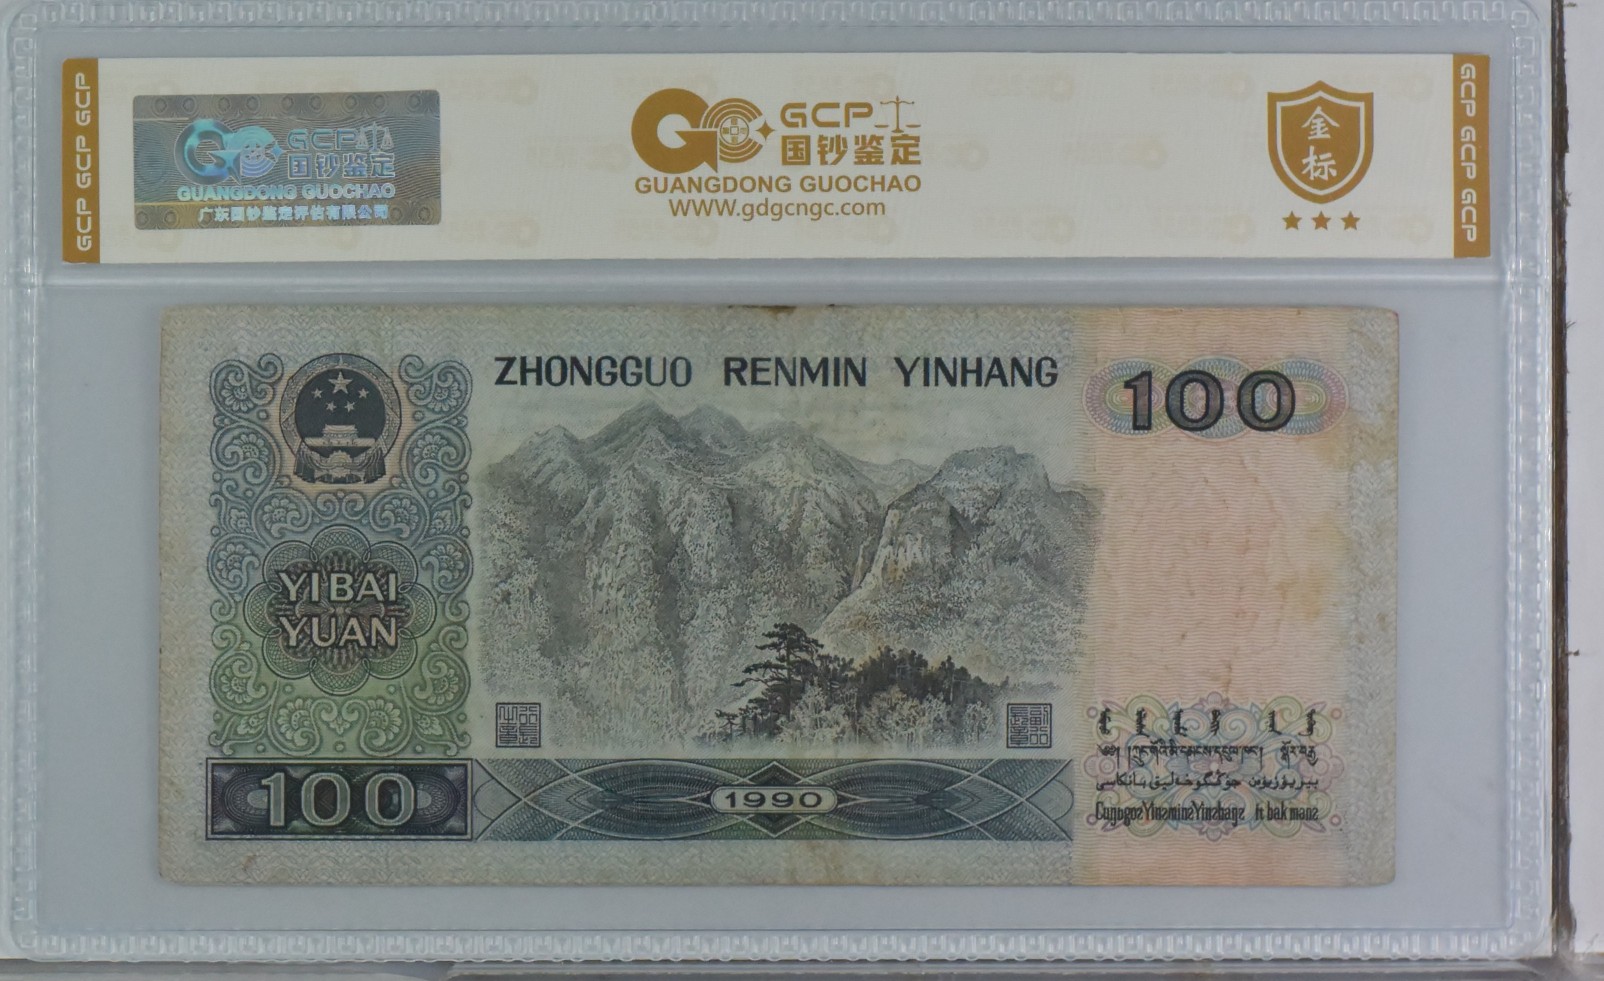 GCP GCP GCP
GCP
国钞鉴定
GUANGDONG GUOCHAO
广东国钞鉴定评估有限公司
GCP
国钞鉴定
GUANGDONG GUOCHAO
WWW.gdgcngc.com
金标
GCP GCP GCP
ZHONGGUO RENMIN YINHANG
100
YIBAI
YUAN
100
1990